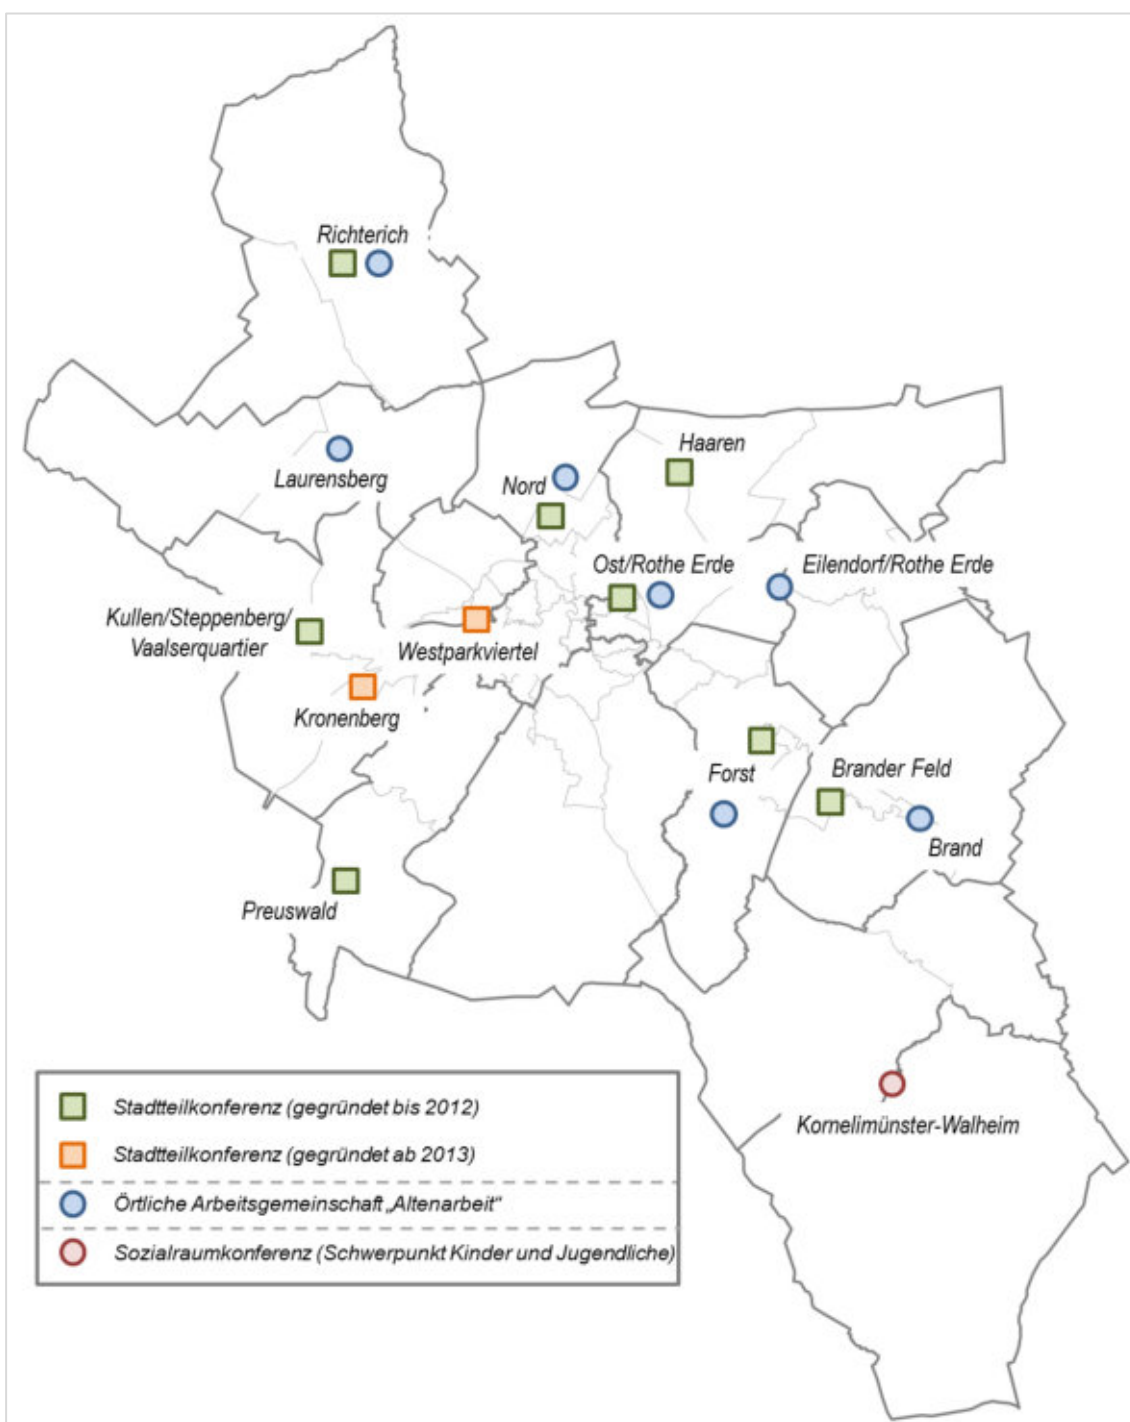 Richterich
Laurensberg
Haaren
Nord
Ost/Rothe Erde
Eilendorf/Rothe Erde
Kullen/Steppenberg/
Vaalserquartier
Westparkviertel
Kronenberg
Forst
Brander Feld
Brand
Preuswald
Kornelimünster-Walheim
Stadtteilkonferenz (gegründet bis 2012)
Stadtteilkonferenz (gegründet ab 2013)
Örtliche Arbeitsgemeinschaft „Altenarbeit“
Sozialraumkonferenz (Schwerpunkt Kinder und Jugendliche)